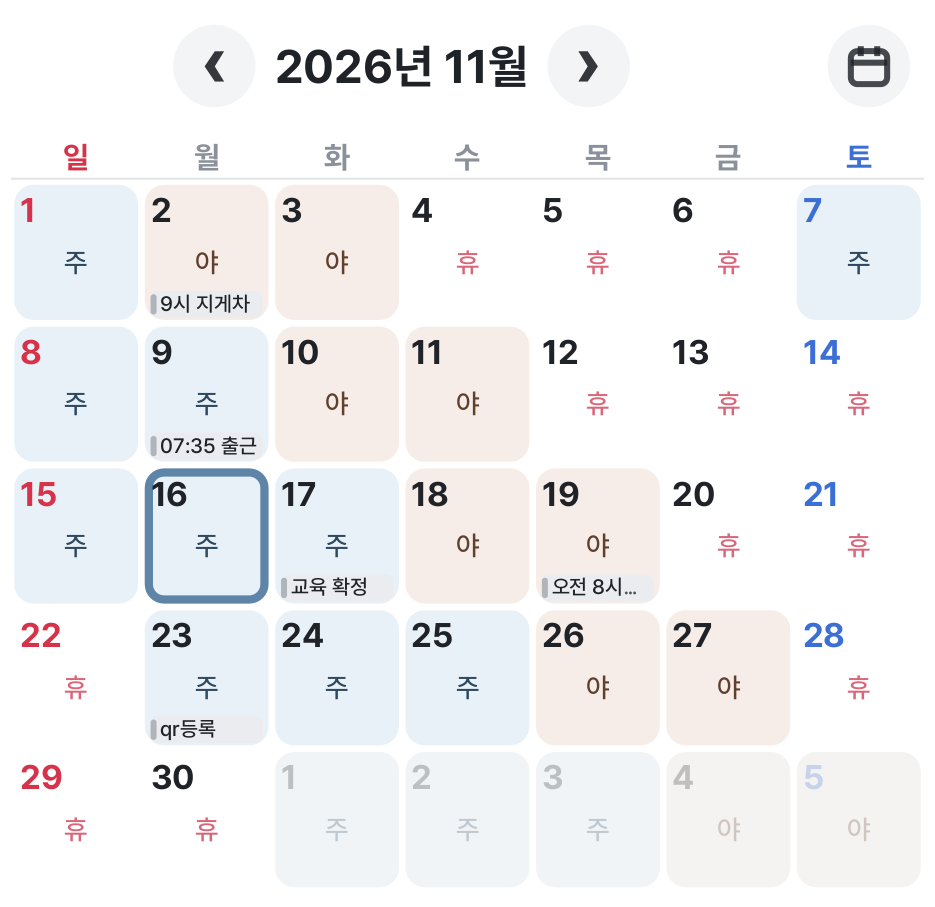 2026년 11월
일 월 화 수 목 금 토
1 2 3 4 5 6 7
주 야 야 휴 휴 휴 주
9시 지게차
8 9 10 11 12 13 14
주 주 야 야 휴 휴 휴
07:35 출근
15 16 17 18 19 20 21
주 주 주 야 야 휴 휴
교육 확정 오전 8시...
22 23 24 25 26 27 28
휴 주 주 주 야 야 휴
qr등록
29 30 1 2 3 4 5
휴 휴 주 주 주 야 야